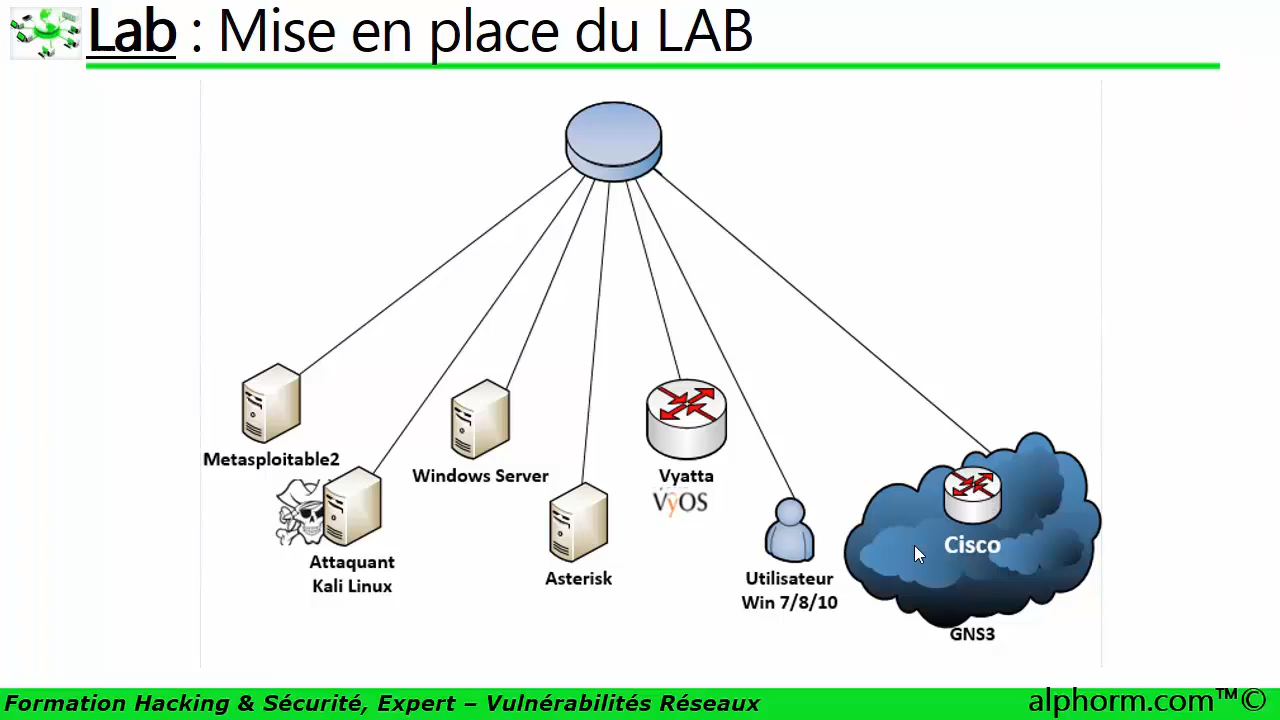 Lab : Mise en place du LAB
Metasploitable2
Attaquant
Kali Linux
Windows Server
Asterisk
Vyatta
VyOS
Utilisateur
Win 7/8/10
Cisco
GNS3
Formation Hacking & Sécurité, Expert – Vulnérabilités Réseaux
alphorm.com™©